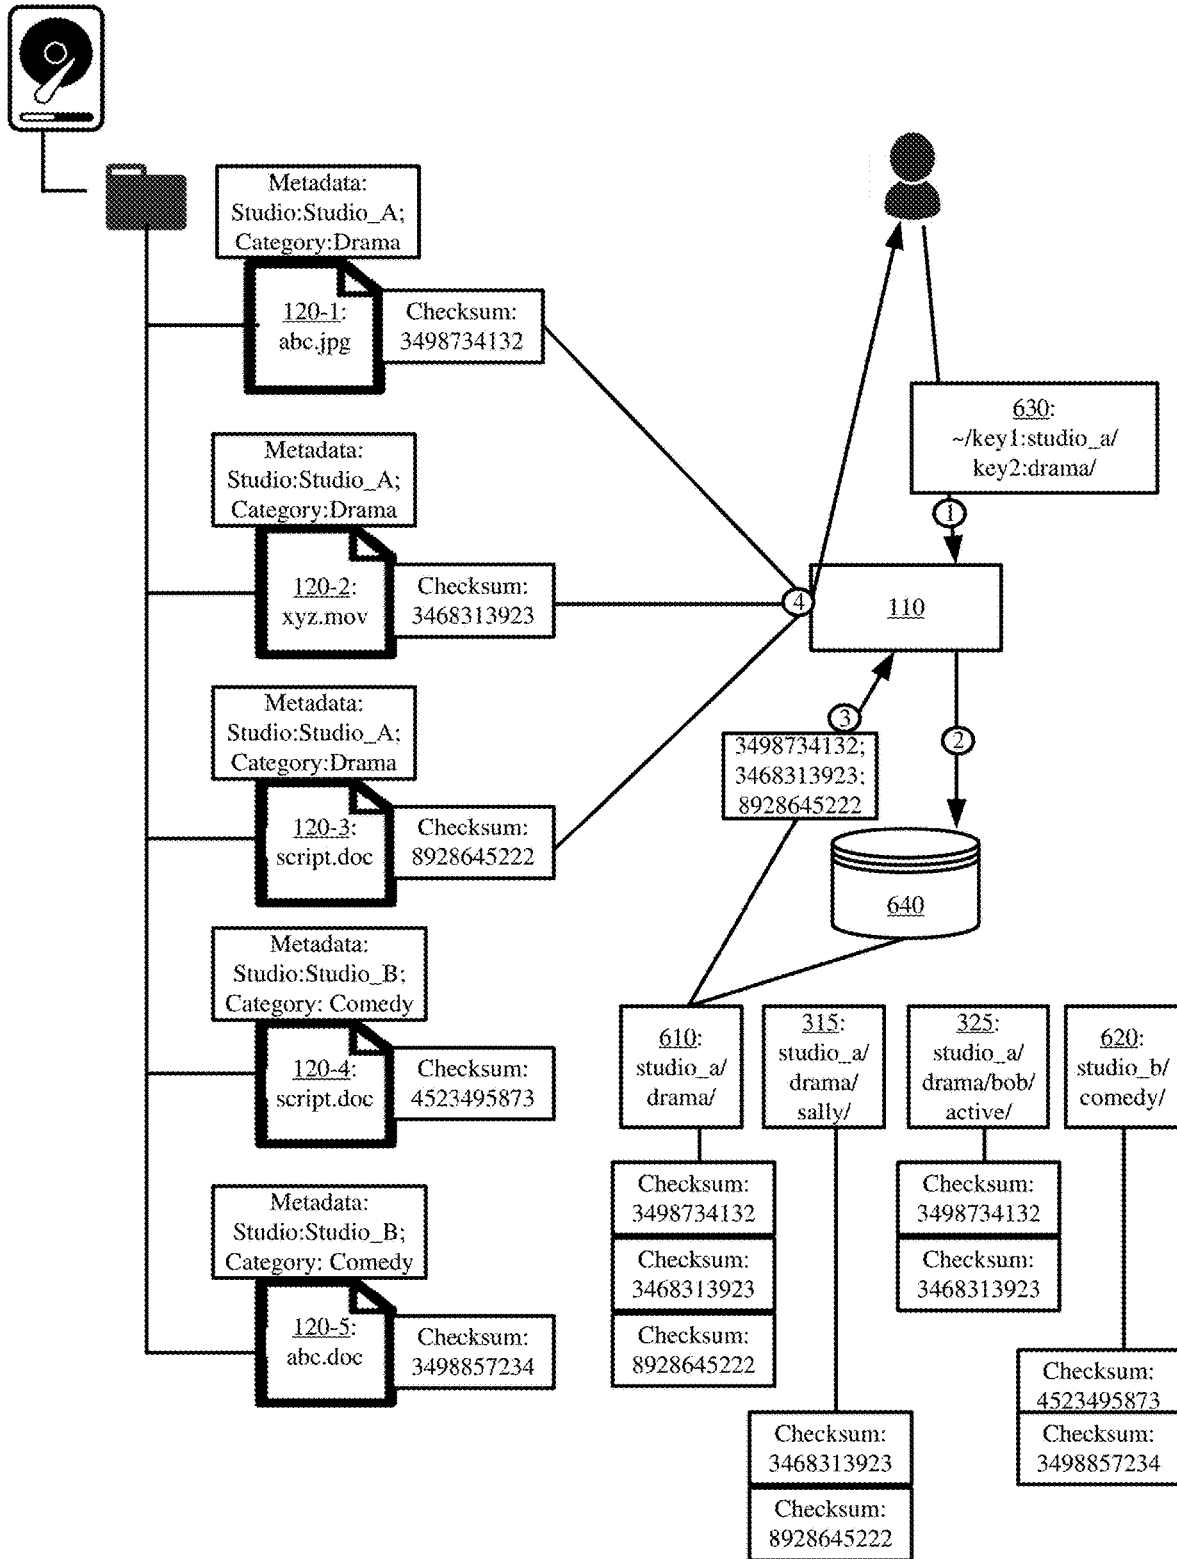 Metadata:
Studio:Studio_A;
Category:Drama
120-1:
abc.jpg
Checksum:
3498734132
Metadata:
Studio:Studio_A;
Category:Drama
120-2:
xyz.mov
Checksum:
3468313923
Metadata:
Studio:Studio_A;
Category:Drama
120-3:
script.doc
Checksum:
8928645222
Metadata:
Studio:Studio_B;
Category: Comedy
120-4:
script.doc
Checksum:
4523495873
Metadata:
Studio:Studio_B;
Category: Comedy
120-5:
abc.doc
Checksum:
3498857234
630:
~/key1:studio_a/
key2:drama/
1
110
4
3
2
3498734132;
3468313923;
8928645222
640
610:
studio_a/
drama/
315:
studio_a/
drama/
sally/
325:
studio_a/
drama/bob/
active/
620:
studio_b/
comedy/
Checksum:
3498734132
Checksum:
3468313923
Checksum:
8928645222
Checksum:
3468313923
Checksum:
8928645222
Checksum:
3498734132
Checksum:
3468313923
Checksum:
4523495873
Checksum:
3498857234